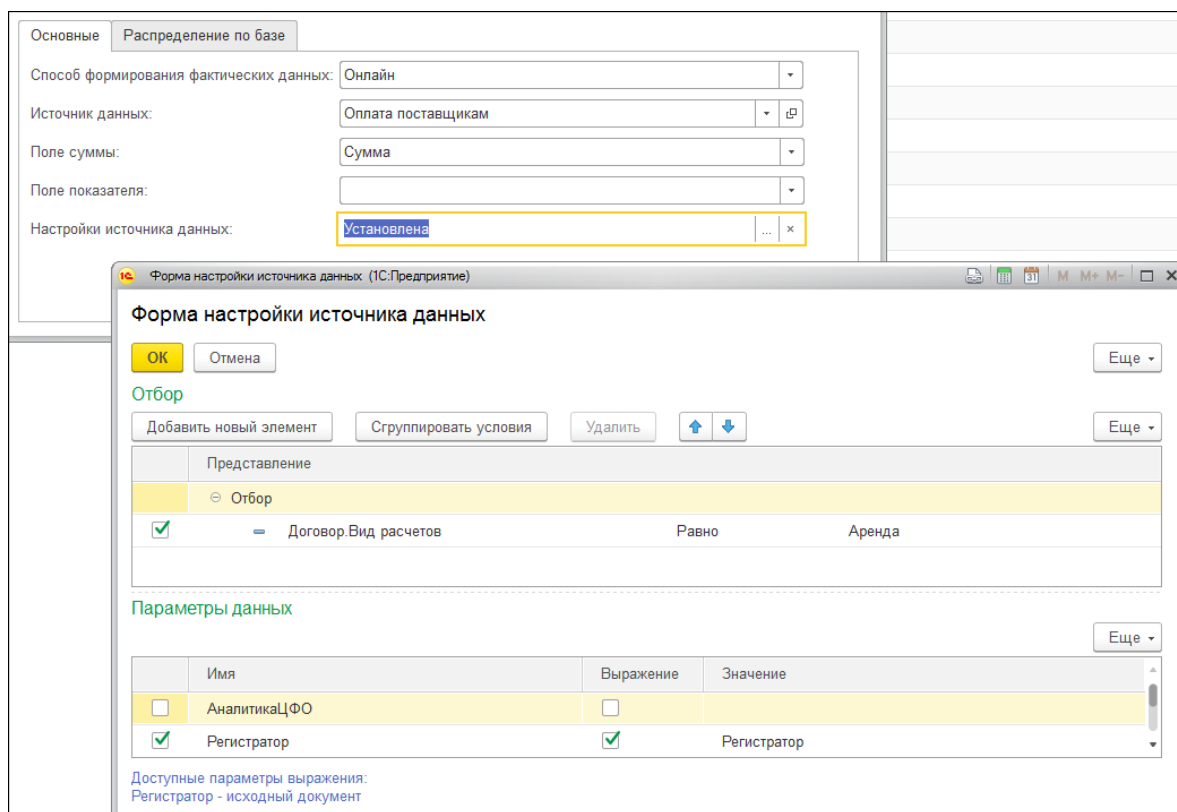 Основные Распределение по базе
Способ формирования фактических данных: Онлайн
Источник данных: Оплата поставщикам
Поле суммы: Сумма
Поле показателя:
Настройки источника данных: Установлена ... ×
1С Форма настройки источника данных (1С:Предприятие) 31 M M+ M-
Форма настройки источника данных
ОК Отмена Еще
Отбор
Добавить новый элемент Сгруппировать условия Удалить Еще
Представление
Отбор
Договор.Вид расчетов Равно Аренда
Параметры данных
Еще
Имя Выражение Значение
АналитикаЦФО
Регистратор Регистратор
Доступные параметры выражения:
Регистратор - исходный документ